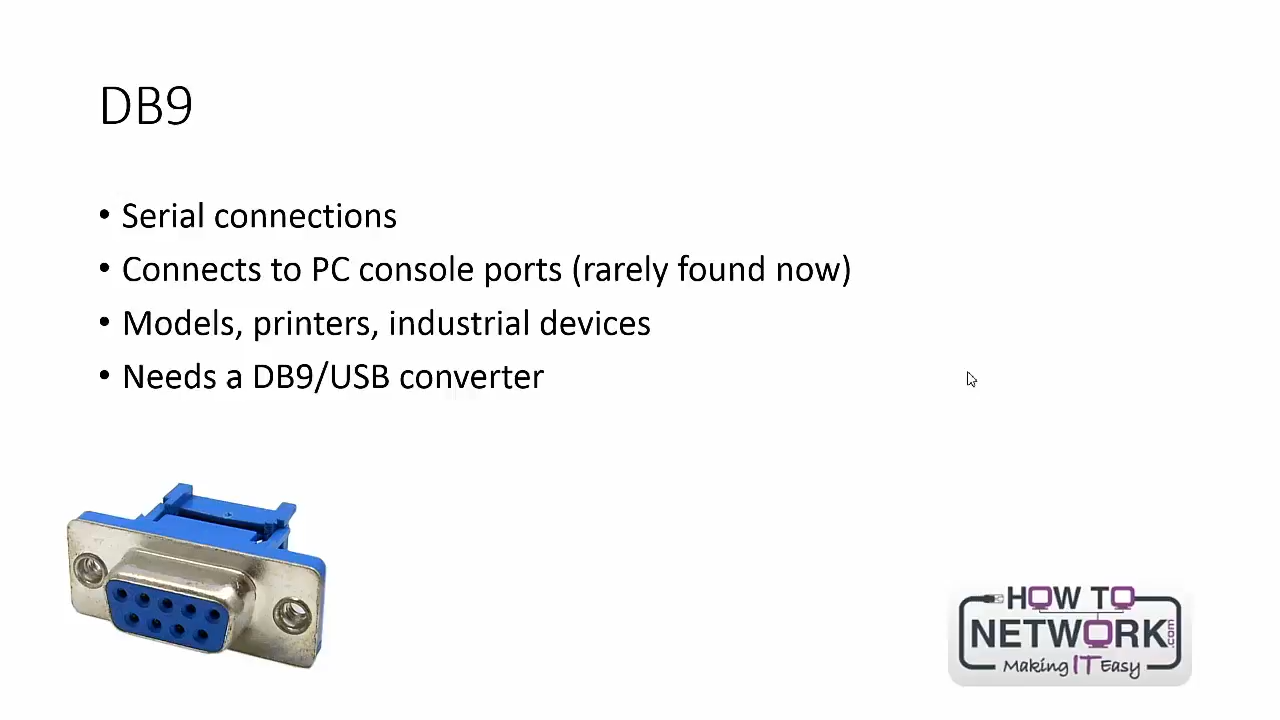 DB9
• Serial connections
• Connects to PC console ports (rarely found now)
• Models, printers, industrial devices
• Needs a DB9/USB converter
HOW TO
NETWORK.com
Making IT Easy